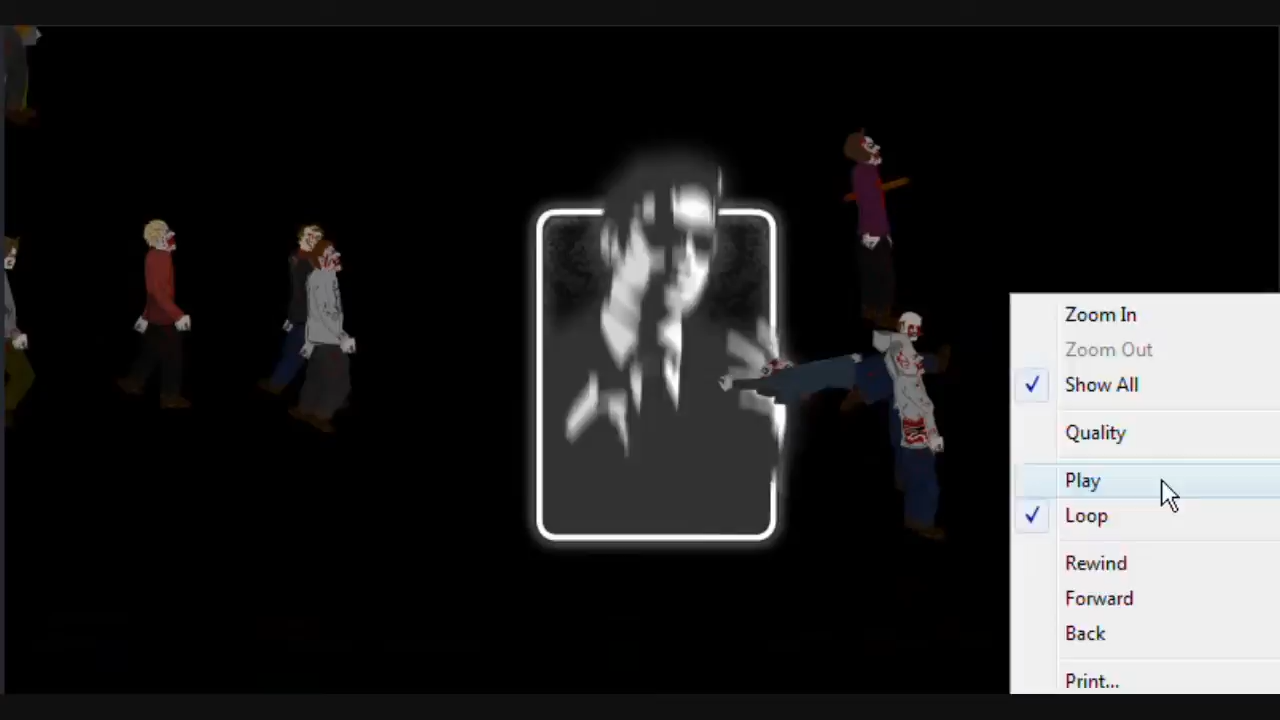 Zoom In
Zoom Out
Show All
Quality
Play
Loop
Rewind
Forward
Back
Print...